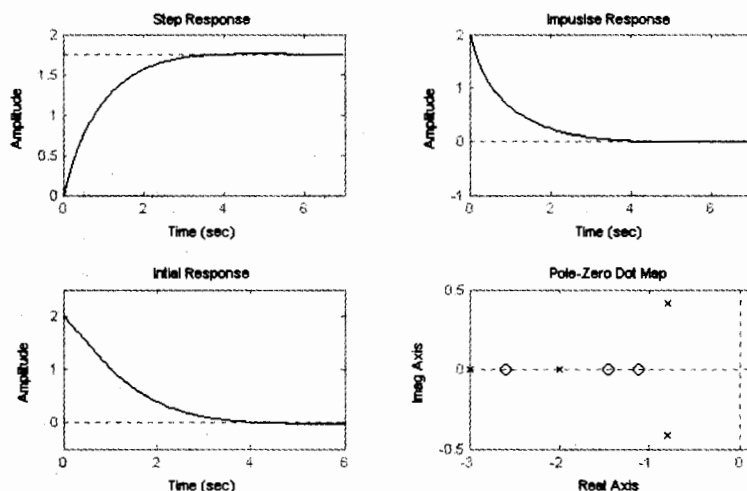 Step Response
2
1.5
1
0.5
0
Amplitude
0
2
4
6
Time (sec)
Impusise Response
2
1
0
-1
Amplitude
0
2
4
6
Time (sec)
Intial Response
2
1
0
Amplitude
0
2
4
6
Time (sec)
Pole-Zero Dot Map
0.5
0
-0.5
Imag Axis
-3
-2
-1
0
Real Axis